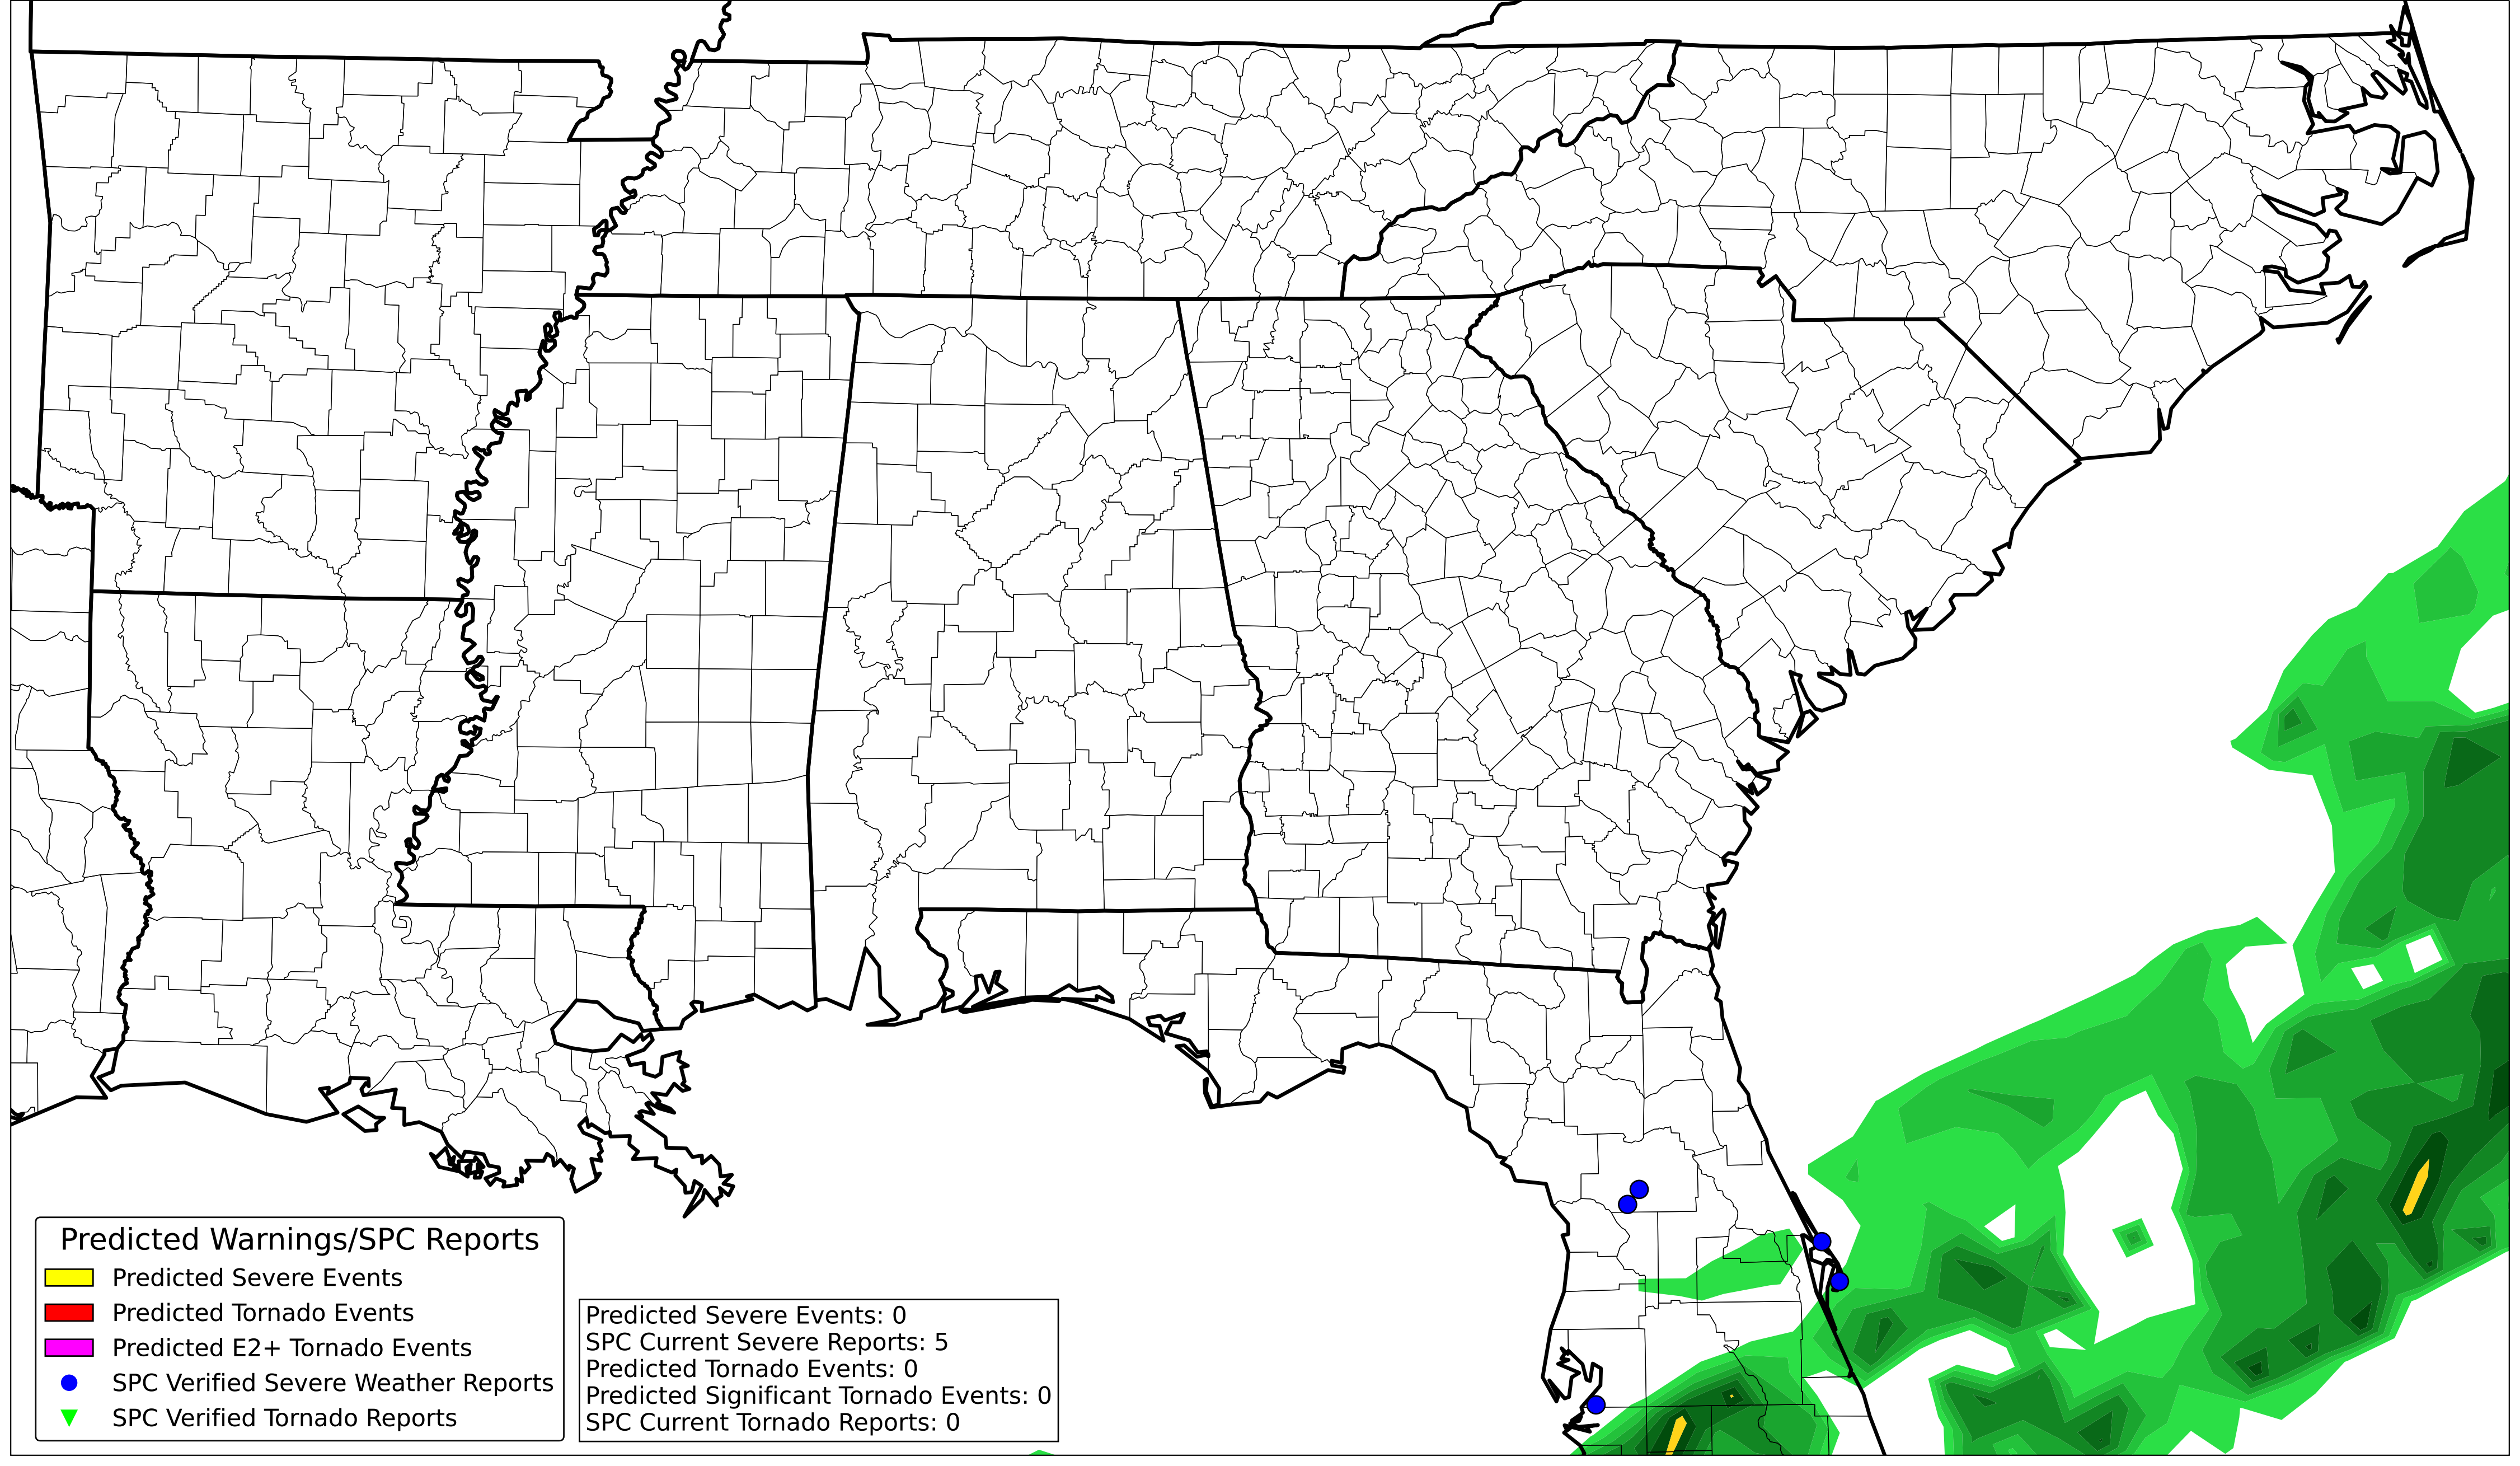 Predicted Warnings/SPC Reports
Predicted Severe Events
Predicted Tornado Events
Predicted E2+ Tornado Events
SPC Verified Severe Weather Reports
SPC Verified Tornado Reports
Predicted Severe Events: 0
SPC Current Severe Reports: 5
Predicted Tornado Events: 0
Predicted Significant Tornado Events: 0
SPC Current Tornado Reports: 0